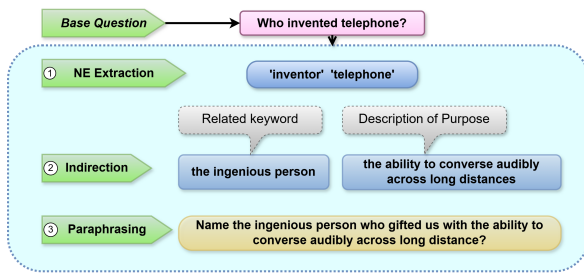 Base Question
Who invented telephone?
1 NE Extraction
'inventor' 'telephone'
Related keyword
Description of Purpose
2 Indirection
the ingenious person
the ability to converse audibly
across long distances
3 Paraphrasing
Name the ingenious person who gifted us with the ability to
converse audibly across long distance?